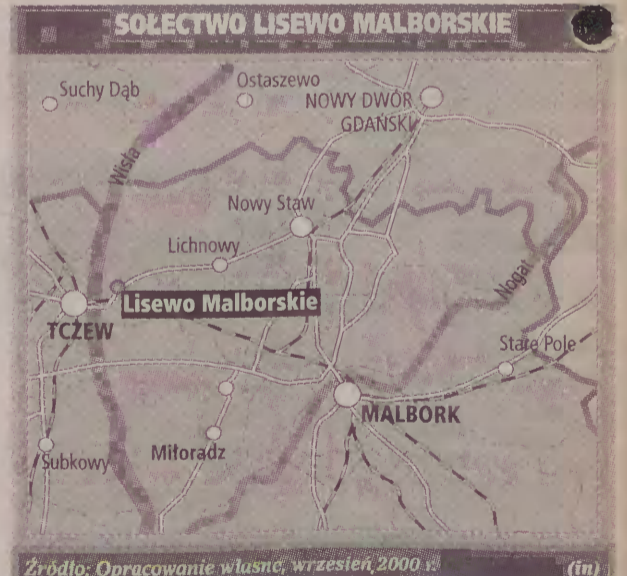 SOŁECTWO LISEWO MALBORSKIE
Suchy Dąb
Ostaszewo
NOWY DWÓR
GDAŃSKI
Wisła
Nowy Staw
Lichnowy
Nogat
Lisewo Malborskie
TCZEW
Stare Pole
MALBORK
Subkowy
Miłoradz
Źródło: Opracowanie własne, wrzesień 2000 r.
(in)